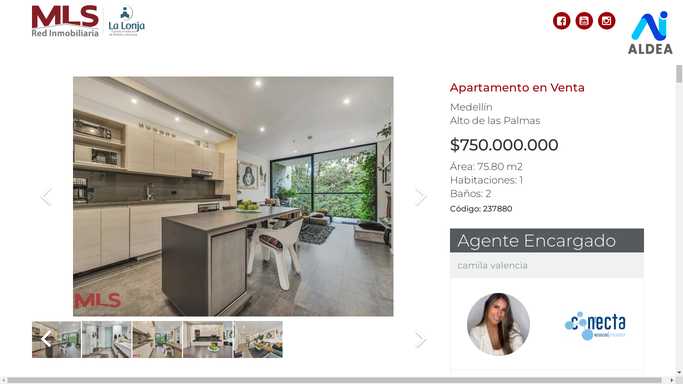 MLS
Red Inmobiliaria
La Lonja
ALDEA
Apartamento en Venta
Medellín
Alto de las Palmas
$750.000.000
Área: 75.80 m2
Habitaciones: 1
Baños: 2
Código: 237880
Agente Encargado
camila valencia
MLS
conecta